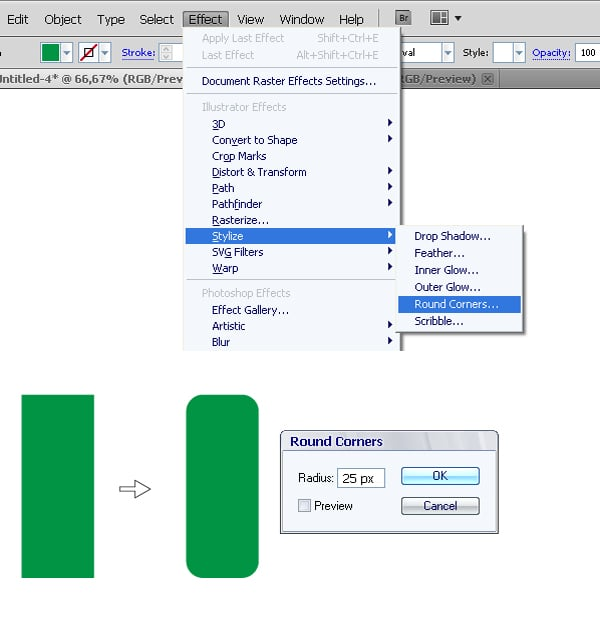 Edit Object Type Select Effect View Window Help Br
Stroke: Style: Opacity: 100
Untitled-4* @ 66,67% (RGB/Prev RGB/Preview)
Apply Last Effect Shift+Ctrl+E
Last Effect Alt+Shift+Ctrl+E
Document Raster Effects Settings...
Illustrator Effects
3D
Convert to Shape
Crop Marks
Distort & Transform
Path
Pathfinder
Rasterize...
Stylize
SVG Filters
Warp
Photoshop Effects
Effect Gallery...
Artistic
Blur
Drop Shadow...
Feather...
Inner Glow...
Outer Glow...
Round Corners...
Scribble...
Round Corners
Radius: 25 px OK
Preview Cancel